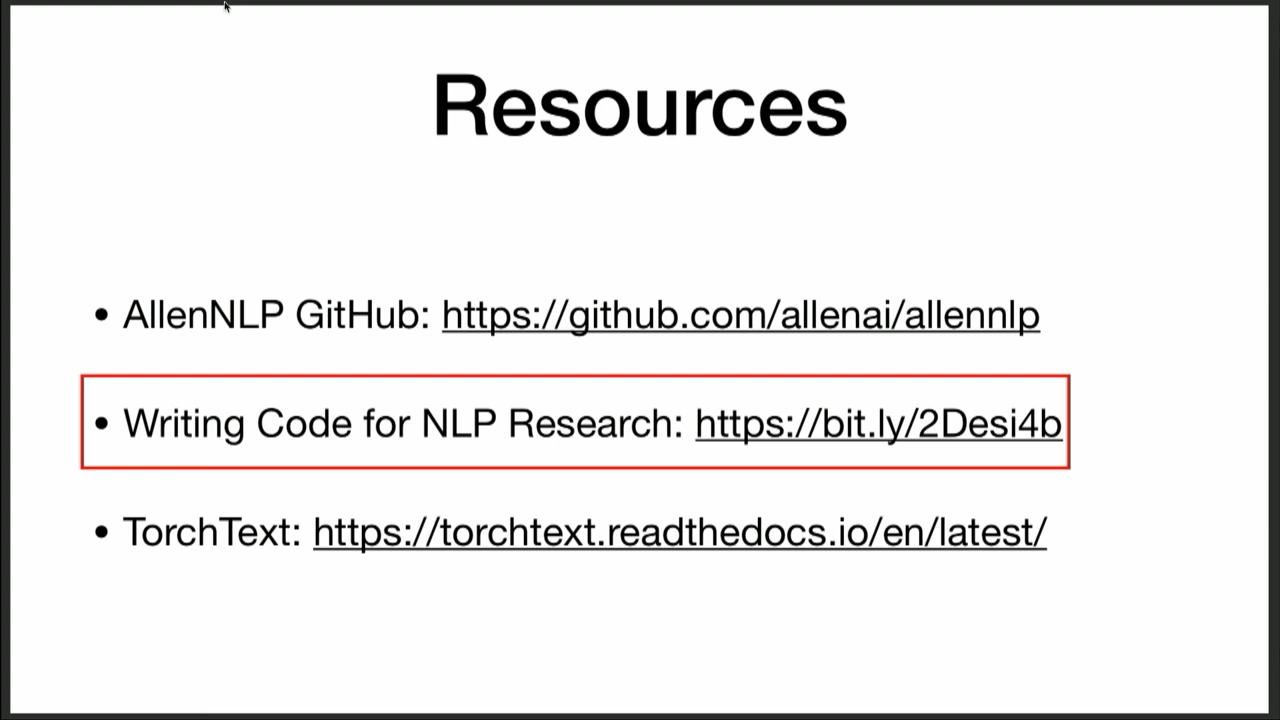 Resources
• AllenNLP GitHub: https://github.com/allenai/allennlp
• Writing Code for NLP Research: https://bit.ly/2Desi4b
• TorchText: https://torchtext.readthedocs.io/en/latest/